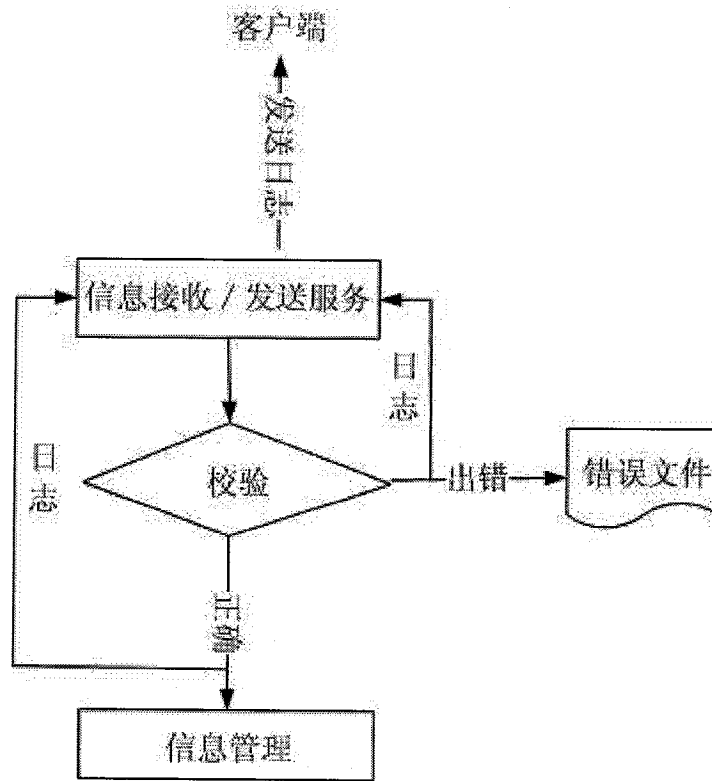 客户端
发送日志
信息接收／发送服务
日志
日志
校验
出错
错误文件
正确
信息管理